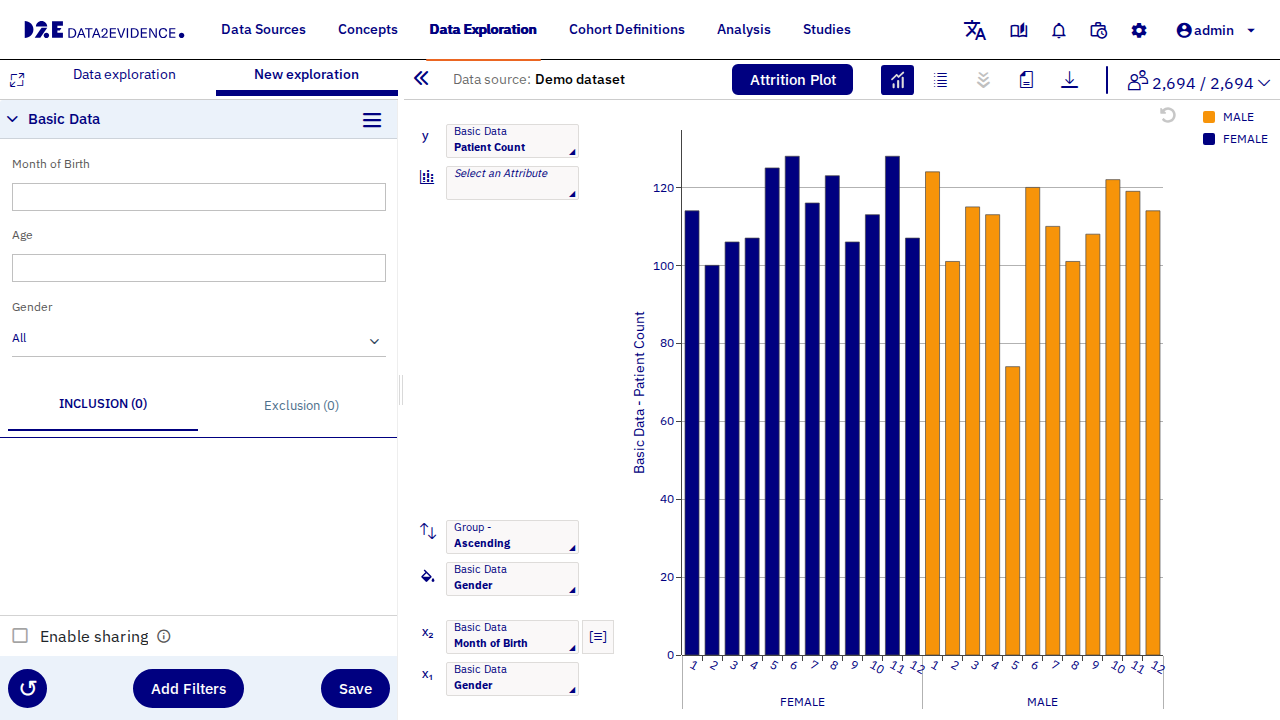 D2E DATA2EVIDENCE.
Data Sources
Concepts
Data Exploration
Cohort Definitions
Analysis
Studies
admin
Data exploration
New exploration
Data source: Demo dataset
Attrition Plot
2,694 / 2,694
Basic Data
Month of Birth
Age
Gender
All
INCLUSION (0)
Exclusion (0)
Enable sharing
Add Filters
Save
y
Basic Data
Patient Count
Select an Attribute
Group -
Ascending
Basic Data
Gender
x₂
Basic Data
Month of Birth
[=]
x₁
Basic Data
Gender
MALE
FEMALE
Basic Data - Patient Count
120
100
80
60
40
20
0
1 2 3 4 5 6 7 8 9 10 11 12 1 2 3 4 5 6 7 8 9 10 11 12
FEMALE
MALE